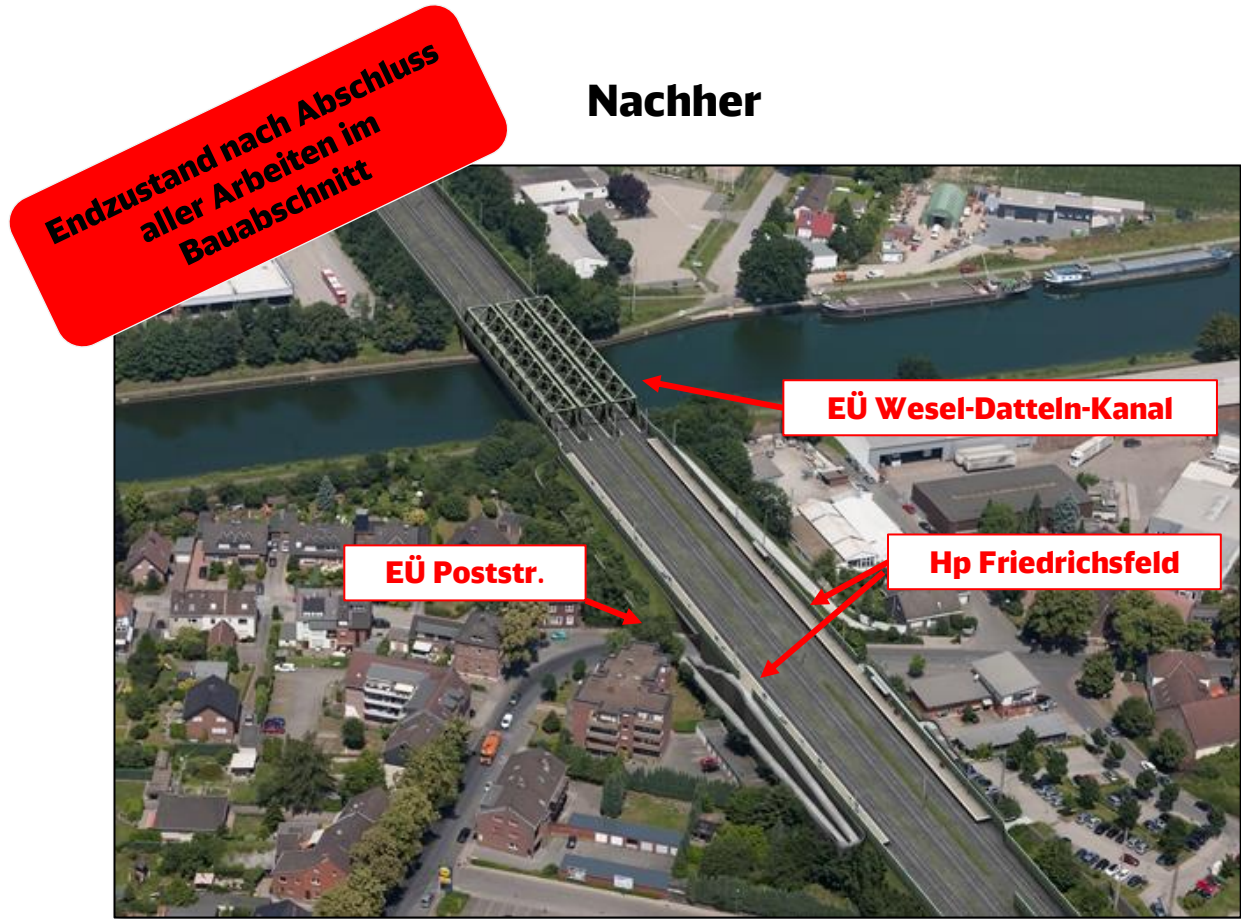 Endzustand nach Abschluss
aller Arbeiten im
Bauabschnitt
Nachher
EÜ Wesel-Datteln-Kanal
EÜ Poststr.
Hp Friedrichsfeld